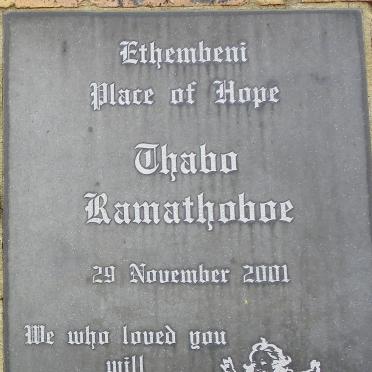 Ethembeni
Place of Hope
Thabo
Ramathoboe
29 November 2001
We who loved you
will